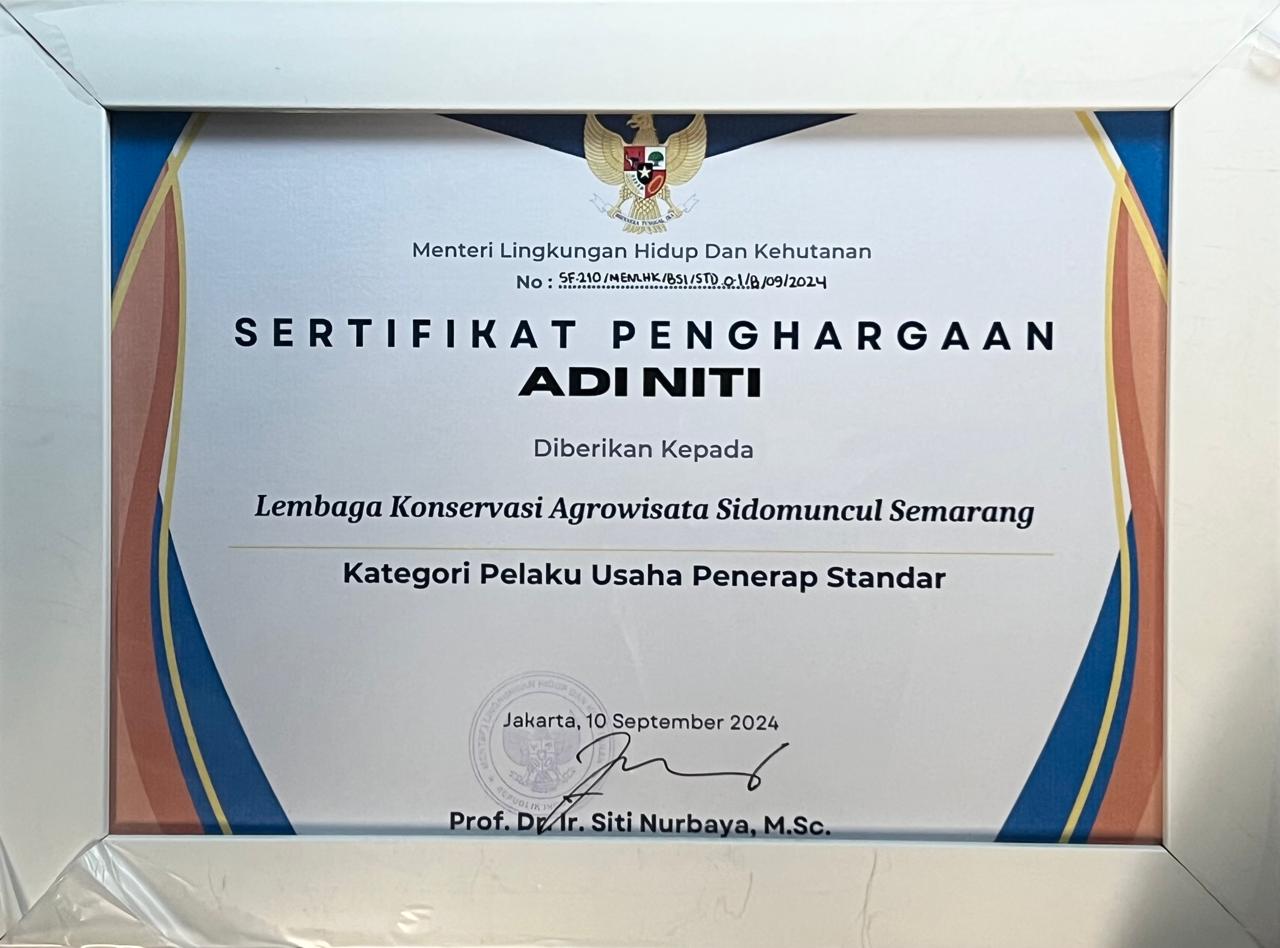 Menteri Lingkungan Hidup Dan Kehutanan
No : SF.210/MENLHK/BSI/STD.0.1/B/09/2024
SERTIFIKAT PENGHARGAAN
ADI NITI
Diberikan Kepada
Lembaga Konservasi Agrowisata Sidomuncul Semarang
Kategori Pelaku Usaha Penerap Standar
Jakarta, 10 September 2024
Prof. Dr. Ir. Siti Nurbaya, M.Sc.